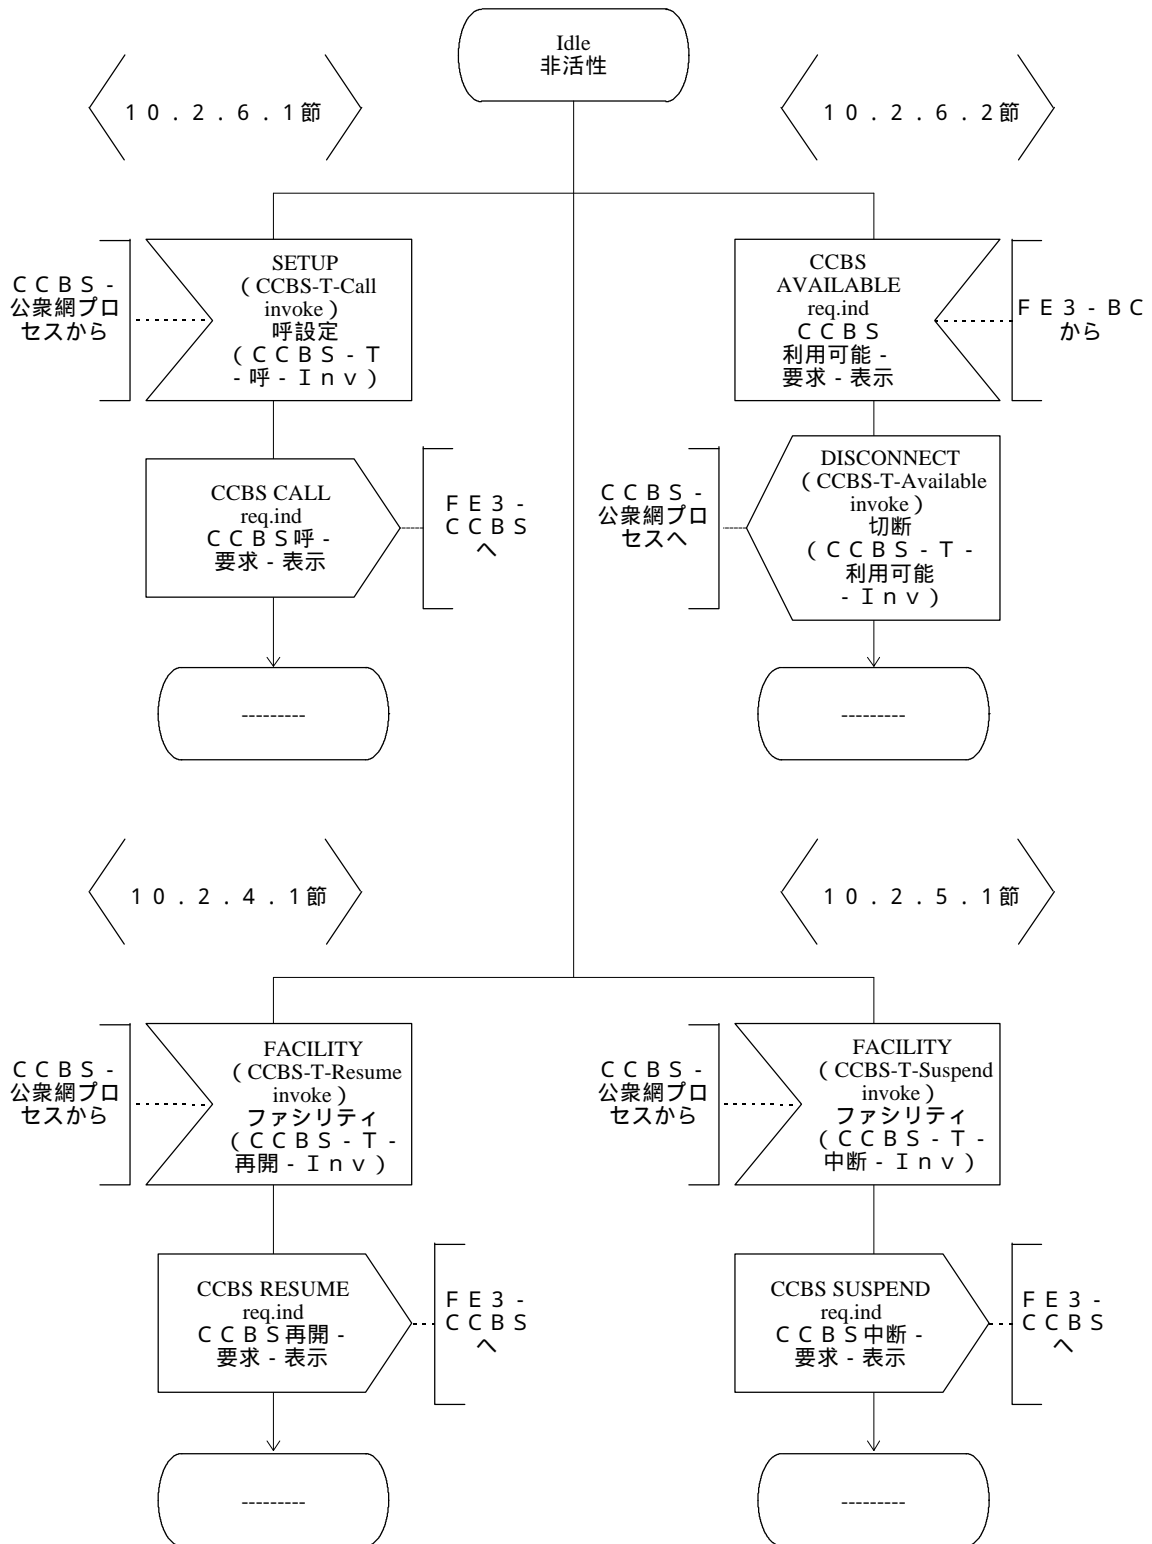 Idle
非活性
１０．２．６．１節
１０．２．６．２節
ＣＣＢＳ-
公衆網プロ
セスから
SETUP
(CCBS-T-Call
invoke)
呼設定
(ＣＣＢＳ-Ｔ
-呼-Ｉｎｖ)
CCBS
AVAILABLE
req.ind
ＣＣＢＳ
利用可能-
要求-表示
ＦＥ３-ＢＣ
から
CCBS CALL
req.ind
ＣＣＢＳ呼-
要求-表示
ＦＥ３-
ＣＣＢＳ
へ
ＣＣＢＳ-
公衆網プロ
セスへ
DISCONNECT
(CCBS-T-Available
invoke)
切断
(ＣＣＢＳ-Ｔ-
利用可能
-Ｉｎｖ)
---------
---------
１０．２．４．１節
１０．２．５．１節
ＣＣＢＳ-
公衆網プロ
セスから
FACILITY
(CCBS-T-Resume
invoke)
ファシリティ
(ＣＣＢＳ-Ｔ-
再開-Ｉｎｖ)
ＣＣＢＳ-
公衆網プロ
セスから
FACILITY
(CCBS-T-Suspend
invoke)
ファシリティ
(ＣＣＢＳ-Ｔ-
中断-Ｉｎｖ)
CCBS RESUME
req.ind
ＣＣＢＳ再開-
要求-表示
ＦＥ３-
ＣＣＢＳ
へ
CCBS SUSPEND
req.ind
ＣＣＢＳ中断-
要求-表示
ＦＥ３-
ＣＣＢＳ
へ
---------
---------